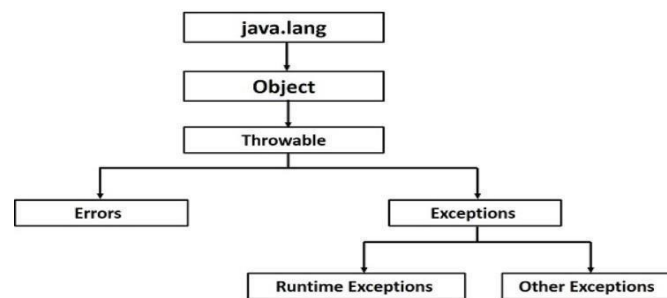 java.lang
Object
Throwable
Errors
Exceptions
Runtime Exceptions
Other Exceptions